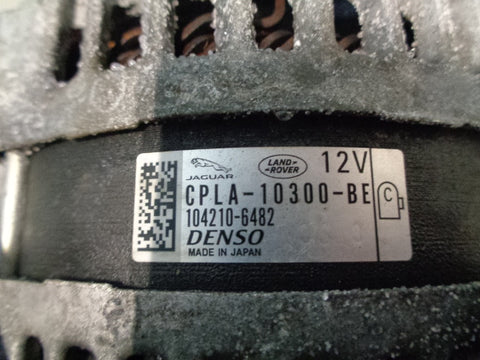 JAGUAR LAND ROVER 12V
CPLA-10300-BE C
104210-6482
DENSO
MADE IN JAPAN